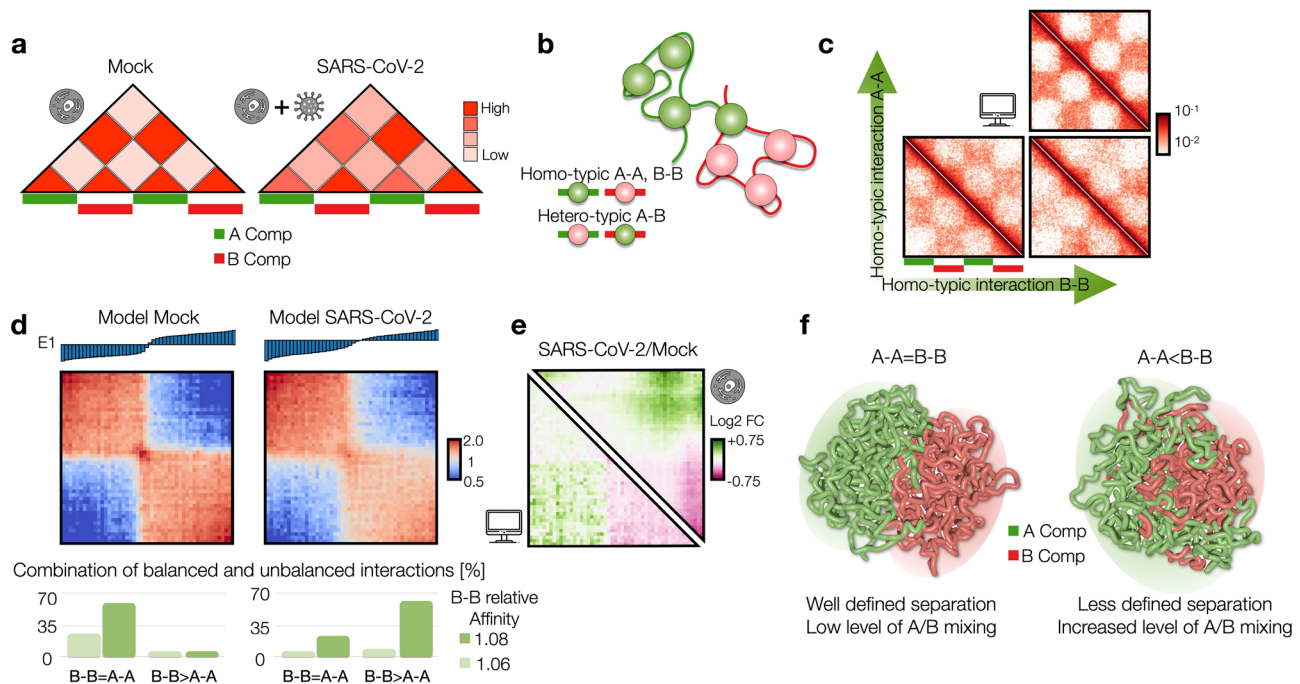 a
Mock
SARS-CoV-2
+
High
Low
A Comp
B Comp
b
Homo-typic A-A, B-B
Hetero-typic A-B
c
Homo-typic interaction A-A
10⁻¹
10⁻²
Homo-typic interaction B-B
d
Model Mock
Model SARS-CoV-2
E1
2.0
1
0.5
Combination of balanced and unbalanced interactions [%]
70
35
0
B-B=A-A
B-B>A-A
70
35
0
B-B=A-A
B-B>A-A
B-B relative
Affinity
1.08
1.06
e
SARS-CoV-2/Mock
Log2 FC
+0.75
-0.75
f
A-A=B-B
A-A<B-B
A Comp
B Comp
Well defined separation
Low level of A/B mixing
Less defined separation
Increased level of A/B mixing